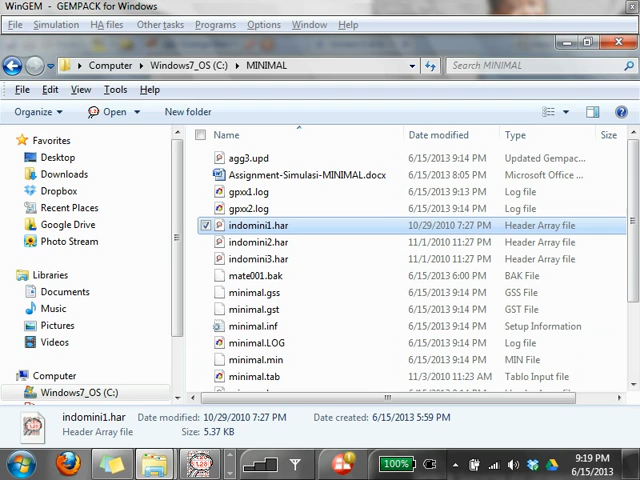 WinGEM - GEMPACK for Windows
File Simulation HA files Other tasks Programs Options Window Help
Computer Windows7_OS (C:) MINIMAL Search MINIMAL
File Edit View Tools Help
Organize Open New folder
Name Date modified Type Size
Favorites
Desktop
Downloads
Dropbox
Recent Places
Google Drive
Photo Stream
Libraries
Documents
Music
Pictures
Videos
Computer
Windows7_OS (C:)
agg3.upd 6/15/2013 9:14 PM Updated Gempac...
Assignment-Simulasi-MINIMAL.docx 6/15/2013 8:05 PM Microsoft Office ...
gpxx1.log 6/15/2013 9:13 PM Log file
gpxx2.log 6/15/2013 9:14 PM Log file
indomini1.har 10/29/2010 7:27 PM Header Array file
indomini2.har 11/1/2010 11:27 PM Header Array file
indomini3.har 11/1/2010 11:27 PM Header Array file
mate001.bak 6/15/2013 6:00 PM BAK File
minimal.gss 6/15/2013 9:14 PM GSS File
minimal.gst 6/15/2013 9:14 PM GST File
minimal.inf 6/15/2013 9:14 PM Setup Information
minimal.LOG 6/15/2013 9:14 PM Log file
minimal.min 6/15/2013 9:14 PM MIN File
minimal.tab 11/3/2010 11:23 AM Tablo Input file
indomini1.har Date modified: 10/29/2010 7:27 PM Date created: 6/15/2013 5:59 PM
Header Array file Size: 5.37 KB
100% 9:19 PM
6/15/2013